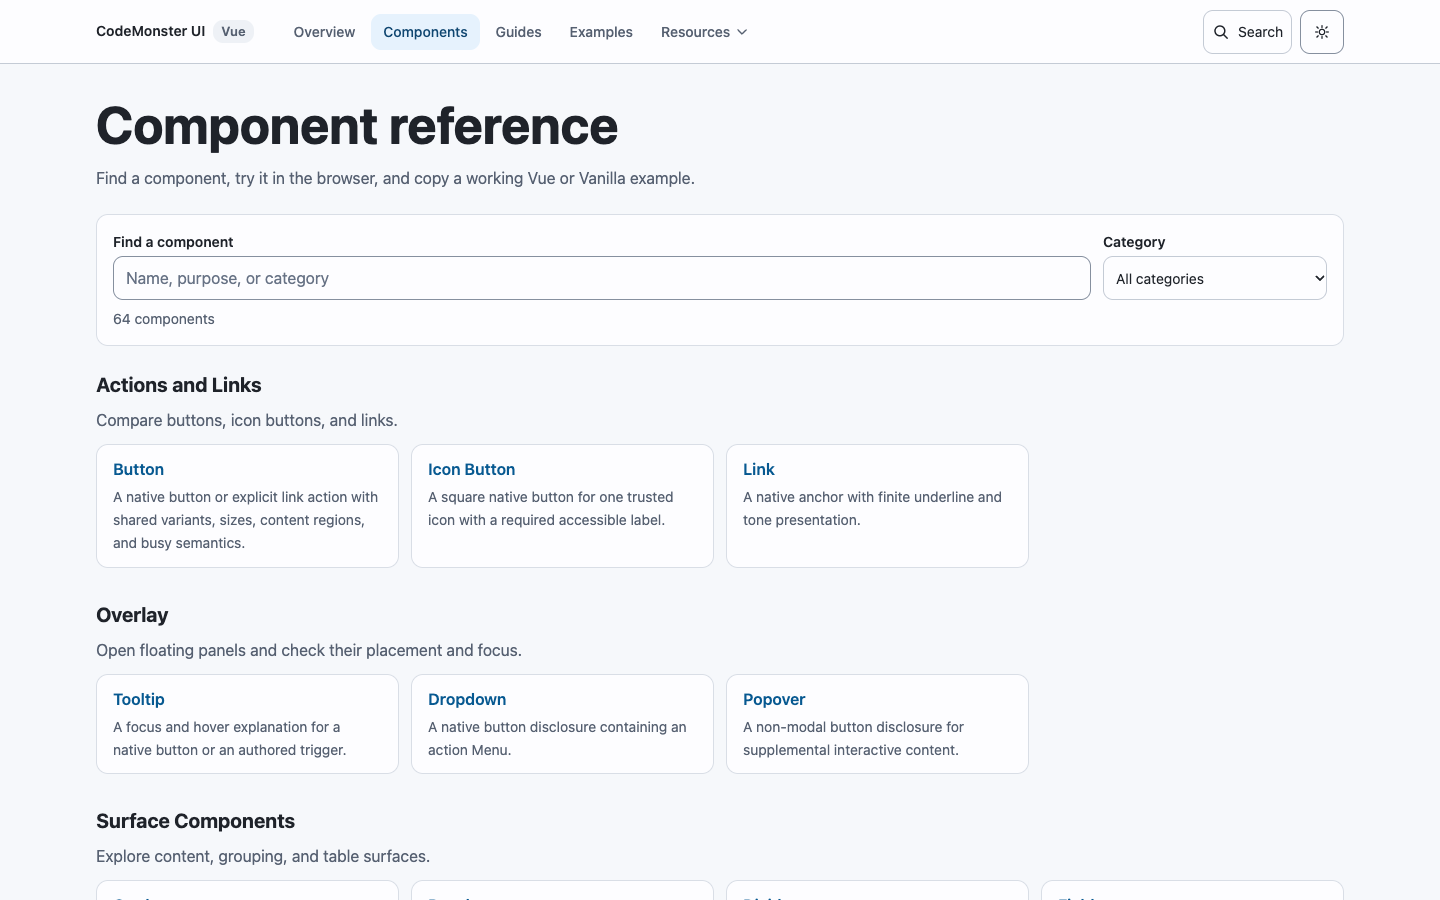 CodeMonster UI Vue Overview Components Guides Examples Resources Search
Component reference
Find a component, try it in the browser, and copy a working Vue or Vanilla example.
Find a component Category
Name, purpose, or category All categories
64 components
Actions and Links
Compare buttons, icon buttons, and links.
Button
A native button or explicit link action with
shared variants, sizes, content regions,
and busy semantics.
Icon Button
A square native button for one trusted
icon with a required accessible label.
Link
A native anchor with finite underline and
tone presentation.
Overlay
Open floating panels and check their placement and focus.
Tooltip
A focus and hover explanation for a
native button or an authored trigger.
Dropdown
A native button disclosure containing an
action Menu.
Popover
A non-modal button disclosure for
supplemental interactive content.
Surface Components
Explore content, grouping, and table surfaces.